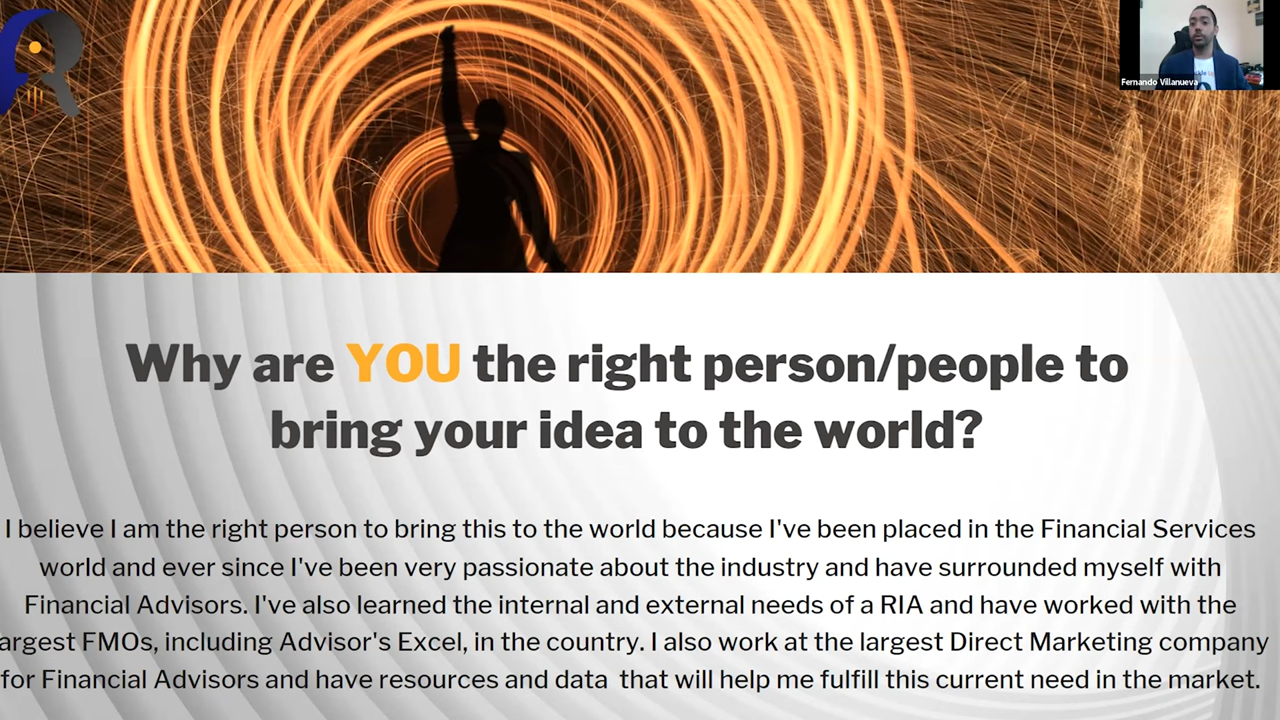 Fernando Villanueva
Why are YOU the right person/people to
bring your idea to the world?
I believe I am the right person to bring this to the world because I've been placed in the Financial Services
world and ever since I've been very passionate about the industry and have surrounded myself with
Financial Advisors. I've also learned the internal and external needs of a RIA and have worked with the
argest FMOs, including Advisor's Excel, in the country. I also work at the largest Direct Marketing company
for Financial Advisors and have resources and data that will help me fulfill this current need in the market.